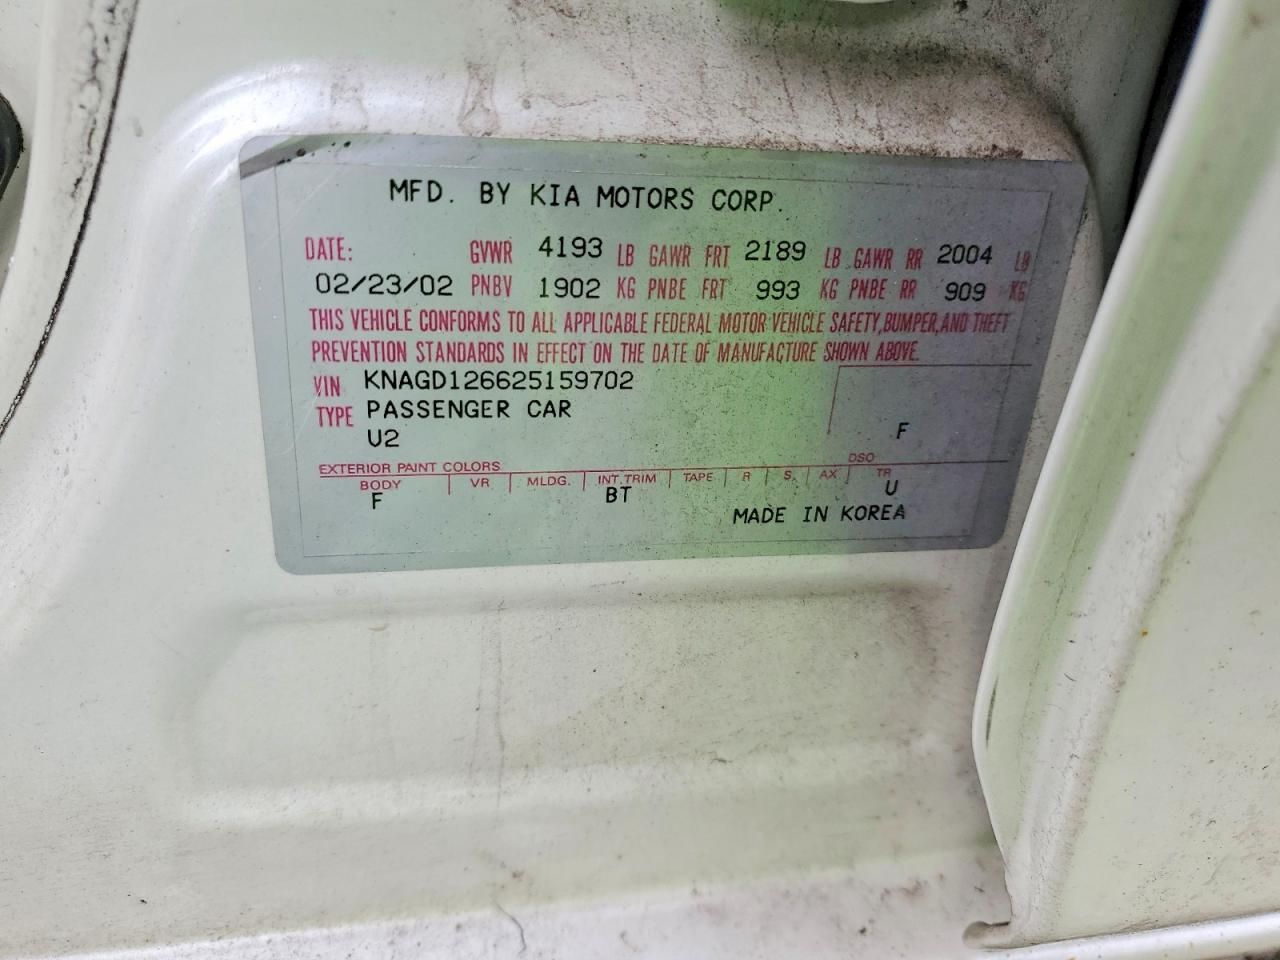 MFD. BY KIA MOTORS CORP.
DATE: GVWR 4193 LB GAWR FRT 2189 LB GAWR RR 2004 LB
02/23/02 PNBV 1902 KG PNBE FRT 993 KG PNBE RR 909 KG
THIS VEHICLE CONFORMS TO ALL APPLICABLE FEDERAL MOTOR VEHICLE SAFETY,BUMPER,AND THEFT
PREVENTION STANDARDS IN EFFECT ON THE DATE OF MANUFACTURE SHOWN ABOVE.
VIN KNAGD126625159702
TYPE PASSENGER CAR
U2 F
EXTERIOR PAINT COLORS DSO
BODY VR MLDG. INT.TRIM TAPE R S. AX TR
F BT U
MADE IN KOREA